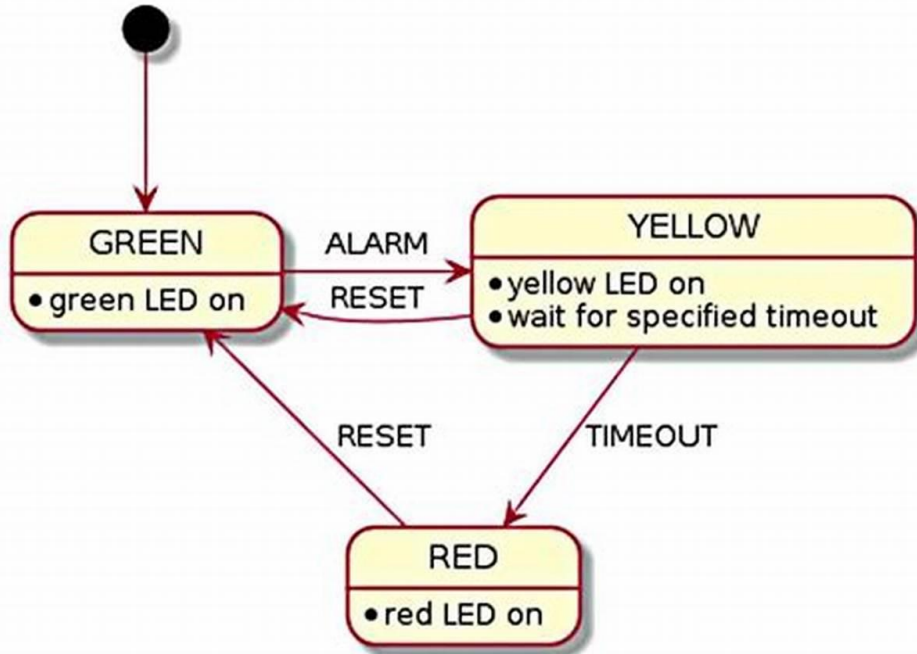 GREEN
• green LED on
ALARM
RESET
YELLOW
• yellow LED on
• wait for specified timeout
RESET
TIMEOUT
RED
• red LED on